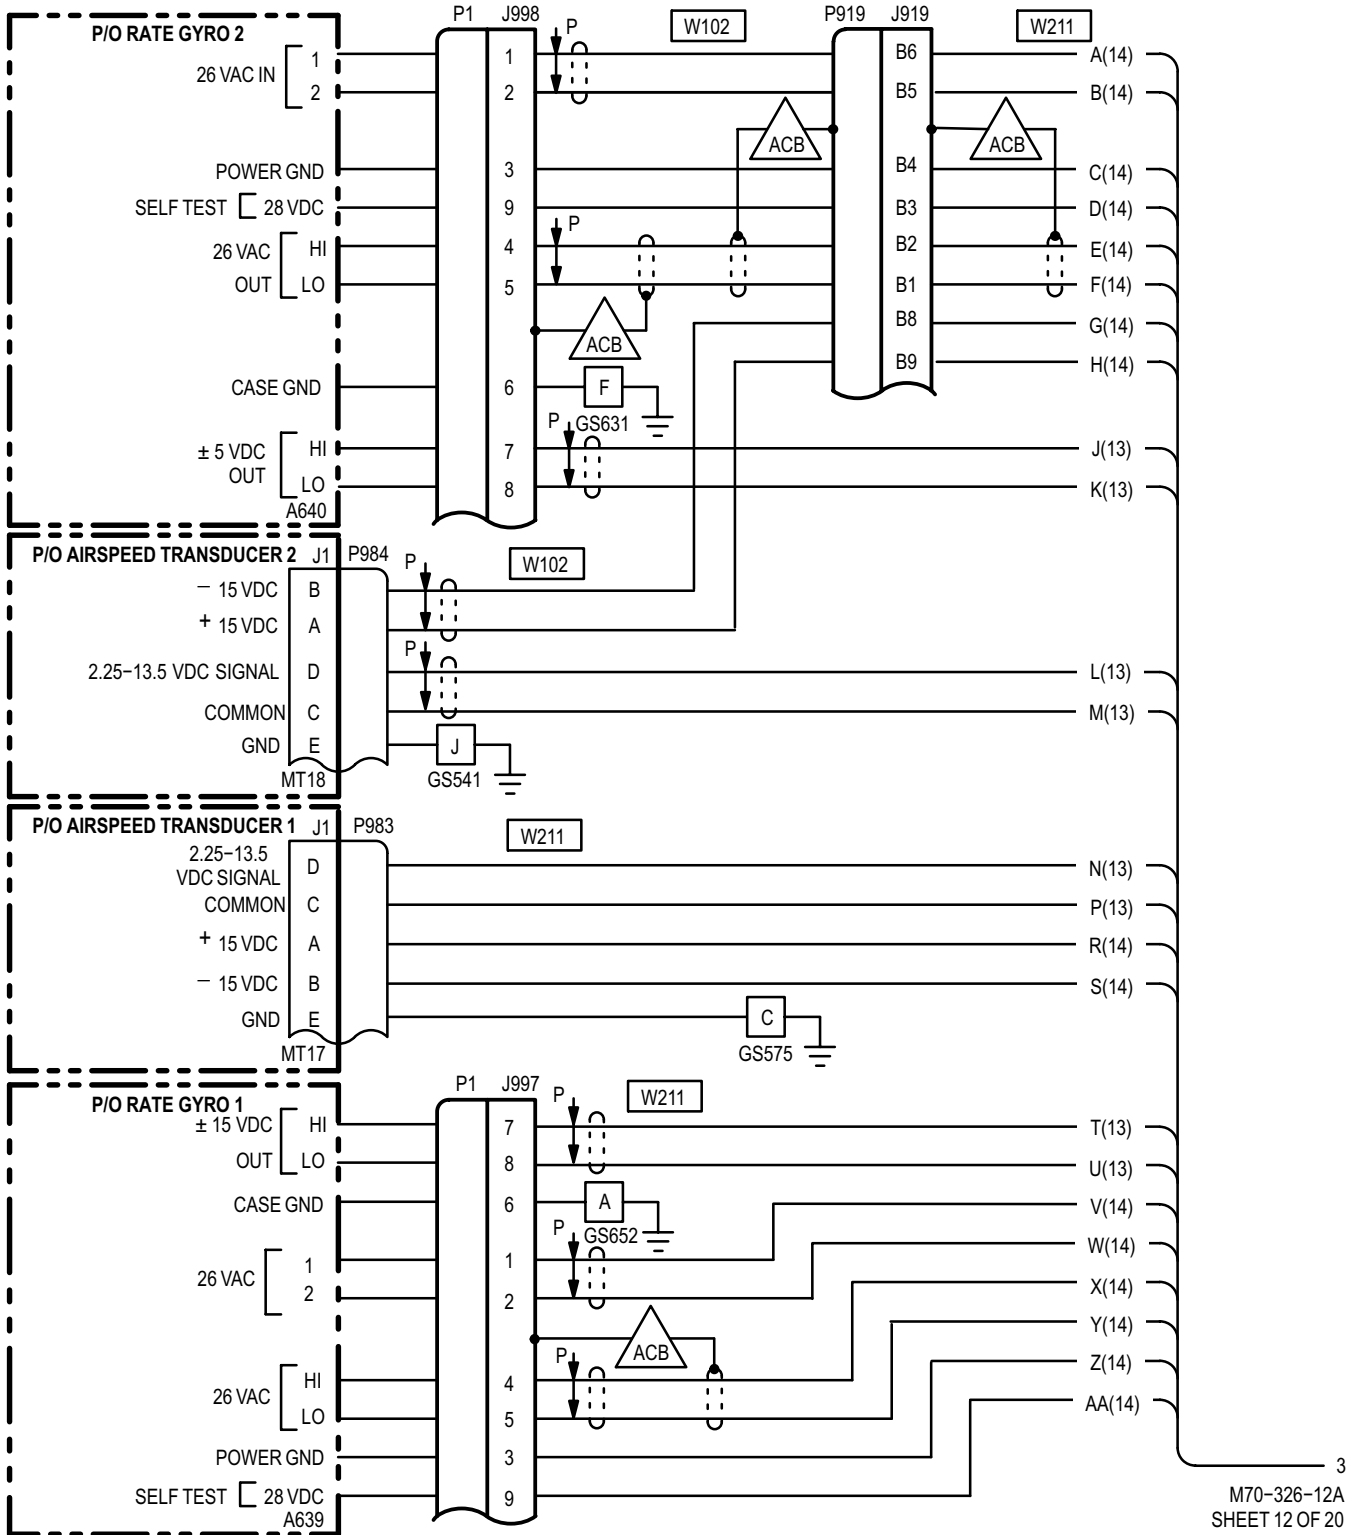 P/O RATE GYRO 2
P1 J998
P
W102
P919 J919
W211
26 VAC IN
1
1
B6
A(14)
2
2
B5
B(14)
ACB
ACB
POWER GND
3
B4
C(14)
SELF TEST
28 VDC
9
B3
D(14)
P
26 VAC
OUT
HI
4
B2
E(14)
LO
5
B1
F(14)
B8
G(14)
ACB
B9
H(14)
CASE GND
6
F
GS631
P
± 5 VDC
OUT
HI
7
J(13)
LO
8
K(13)
A640
P/O AIRSPEED TRANSDUCER 2
J1 P984
P
W102
− 15 VDC
B
+ 15 VDC
A
P
2.25−13.5 VDC SIGNAL
D
L(13)
COMMON
C
M(13)
GND
E
J
GS541
MT18
P/O AIRSPEED TRANSDUCER 1
J1 P983
W211
2.25−13.5
VDC SIGNAL
D
N(13)
COMMON
C
P(13)
+ 15 VDC
A
R(14)
− 15 VDC
B
S(14)
GND
E
C
GS575
MT17
P/O RATE GYRO 1
P1 J997
P
W211
± 15 VDC
OUT
HI
7
T(13)
LO
8
U(13)
CASE GND
6
A
GS652
V(14)
P
26 VAC
1
1
W(14)
2
2
X(14)
ACB
Y(14)
P
26 VAC
HI
4
Z(14)
LO
5
AA(14)
POWER GND
3
SELF TEST
28 VDC
9
A639
3
M70−326−12A
SHEET 12 OF 20